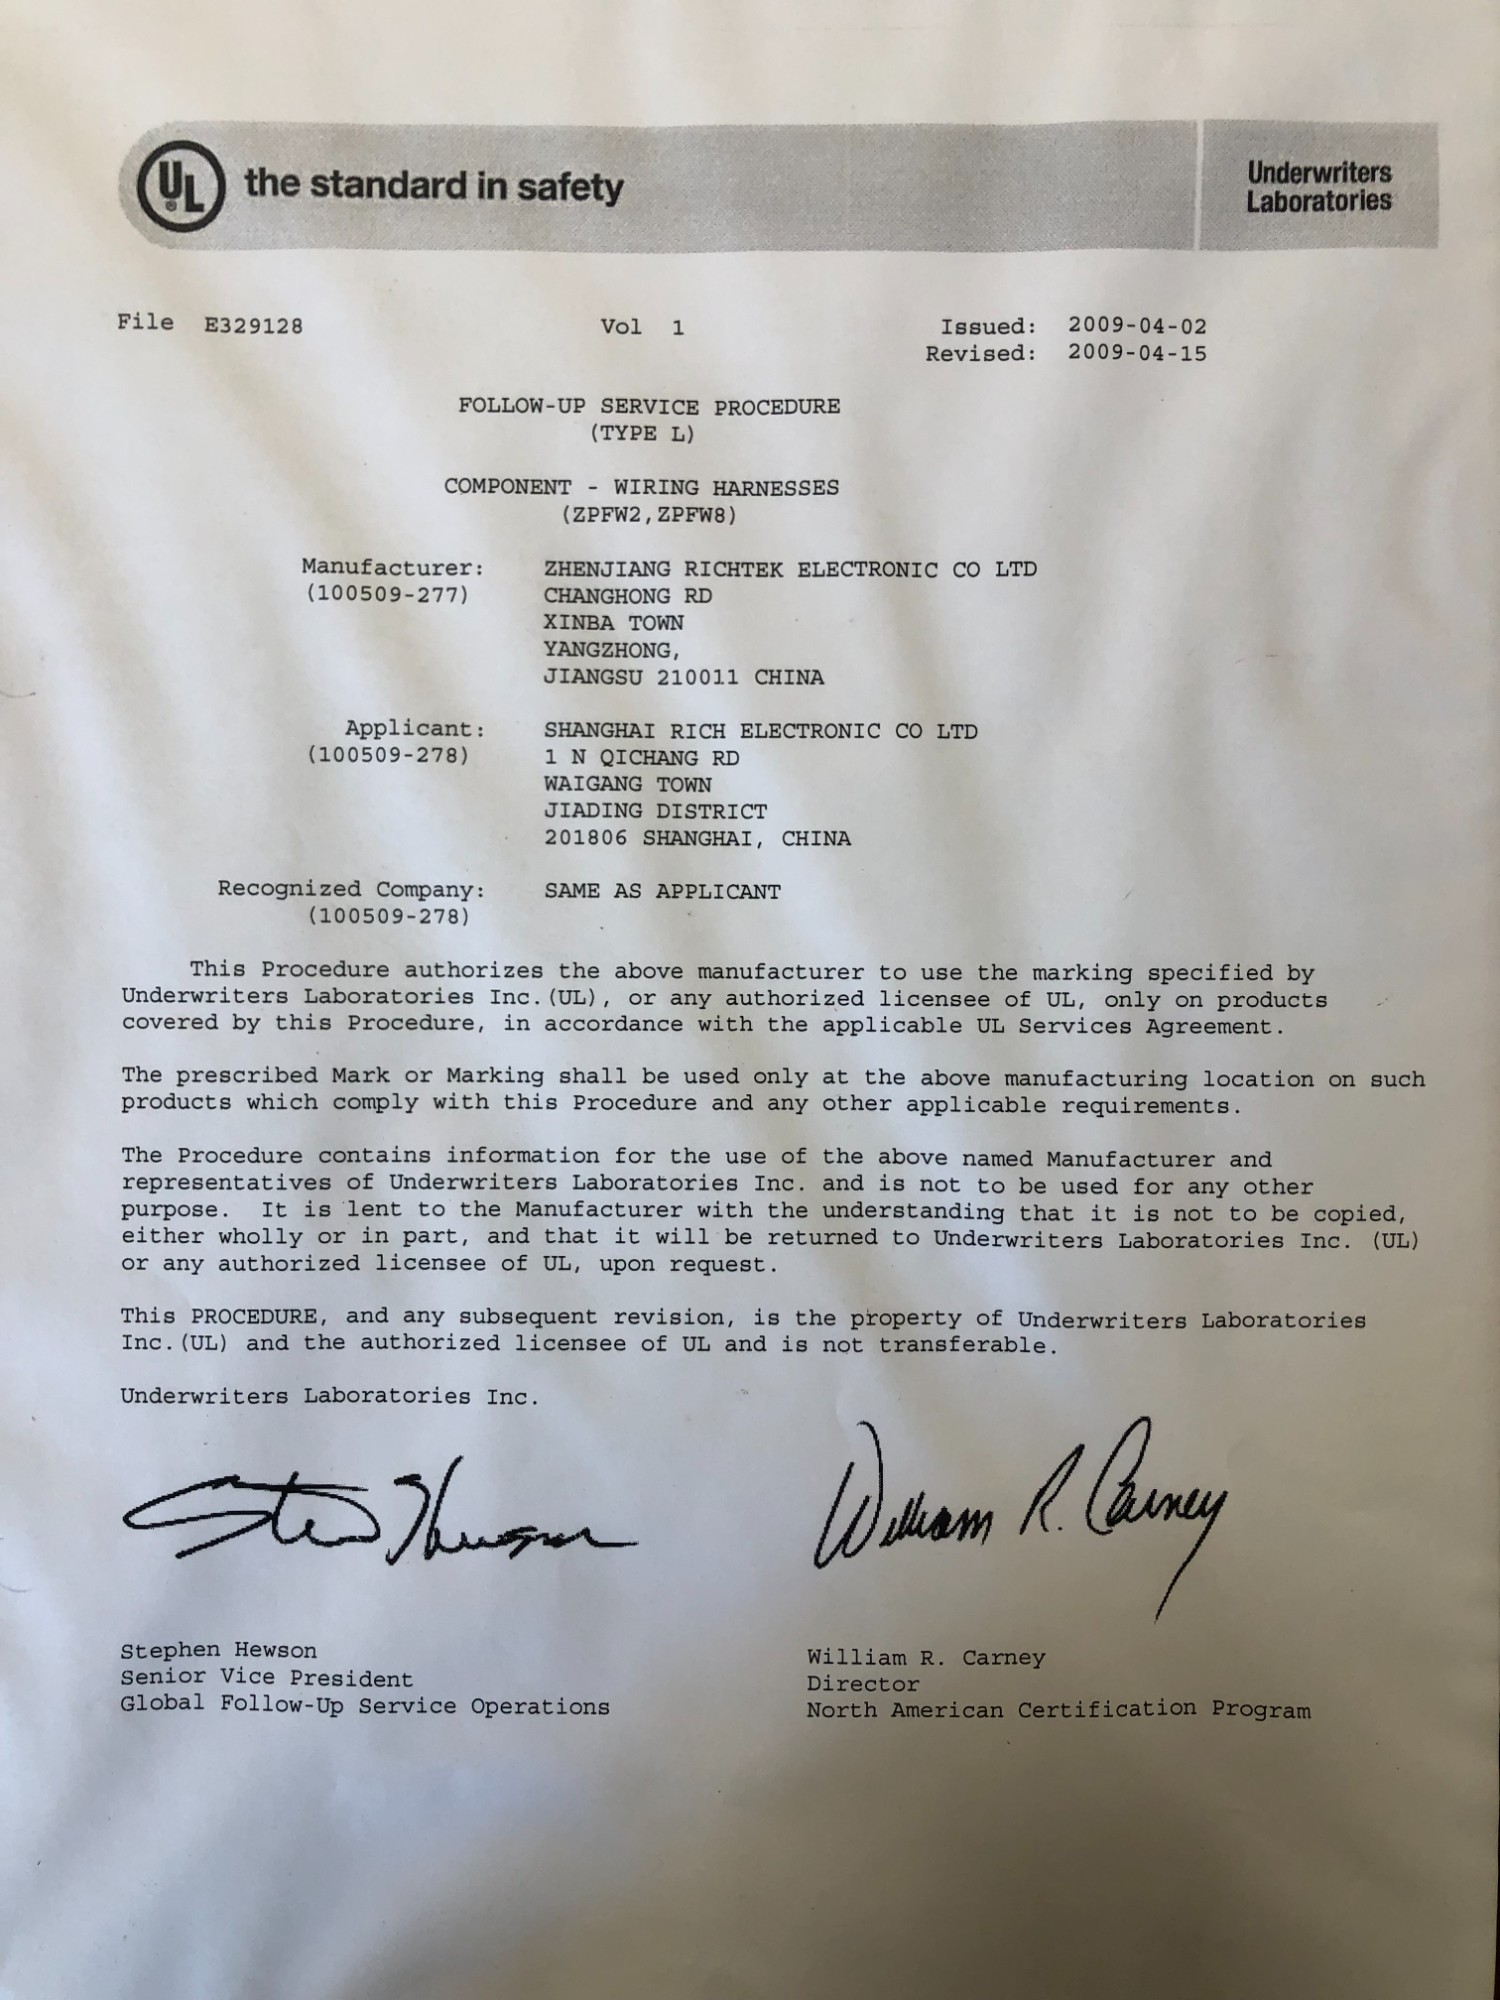 UL the standard in safety
Underwriters
Laboratories
File E329128 Vol 1 Issued: 2009-04-02
Revised: 2009-04-15
FOLLOW-UP SERVICE PROCEDURE
(TYPE L)
COMPONENT - WIRING HARNESSES
(ZPFW2,ZPFW8)
Manufacturer: ZHENJIANG RICHTEK ELECTRONIC CO LTD
(100509-277) CHANGHONG RD
XINBA TOWN
YANGZHONG,
JIANGSU 210011 CHINA
Applicant: SHANGHAI RICH ELECTRONIC CO LTD
(100509-278) 1 N QICHANG RD
WAIGANG TOWN
JIADING DISTRICT
201806 SHANGHAI, CHINA
Recognized Company: SAME AS APPLICANT
(100509-278)
This Procedure authorizes the above manufacturer to use the marking specified by
Underwriters Laboratories Inc.(UL), or any authorized licensee of UL, only on products
covered by this Procedure, in accordance with the applicable UL Services Agreement.
The prescribed Mark or Marking shall be used only at the above manufacturing location on such
products which comply with this Procedure and any other applicable requirements.
The Procedure contains information for the use of the above named Manufacturer and
representatives of Underwriters Laboratories Inc. and is not to be used for any other
purpose. It is lent to the Manufacturer with the understanding that it is not to be copied,
either wholly or in part, and that it will be returned to Underwriters Laboratories Inc. (UL)
or any authorized licensee of UL, upon request.
This PROCEDURE, and any subsequent revision, is the property of Underwriters Laboratories
Inc.(UL) and the authorized licensee of UL and is not transferable.
Underwriters Laboratories Inc.
William R. Carney
Stephen Hewson
Senior Vice President
Global Follow-Up Service Operations
William R. Carney
Director
North American Certification Program